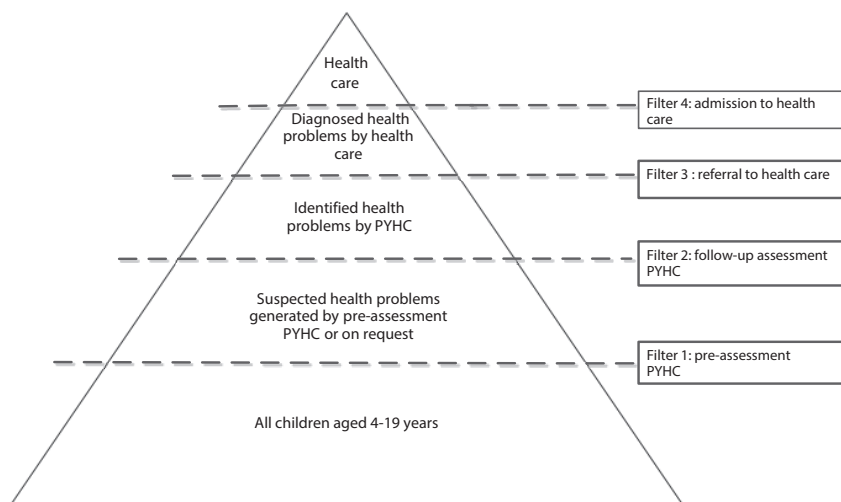 Health
care
Filter 4: admission to health
care
Diagnosed health
problems by health
care
Filter 3 : referral to health care
Identified health
problems by PYHC
Filter 2: follow-up assessment
PYHC
Suspected health problems
generated by pre-assessment
PYHC or on request
Filter 1: pre-assessment
PYHC
All children aged 4-19 years